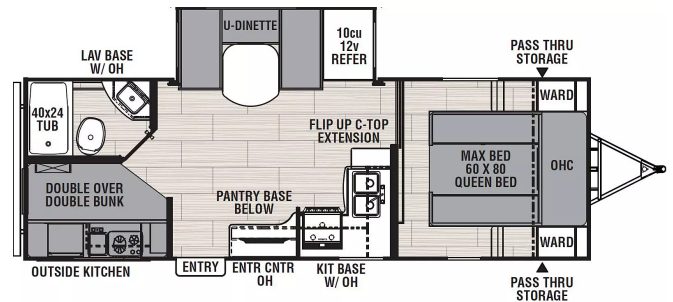 U-DINETTE
10cu
12v
REFER
PASS THRU
STORAGE
LAV BASE
W/ OH
WARD
40x24
TUB
FLIP UP C-TOP
EXTENSION
MAX BED
60 X 80
QUEEN BED
OHC
DOUBLE OVER
DOUBLE BUNK
PANTRY BASE
BELOW
WARD
OUTSIDE KITCHEN
ENTRY
ENTR CNTR
OH
KIT BASE
W/ OH
PASS THRU
STORAGE